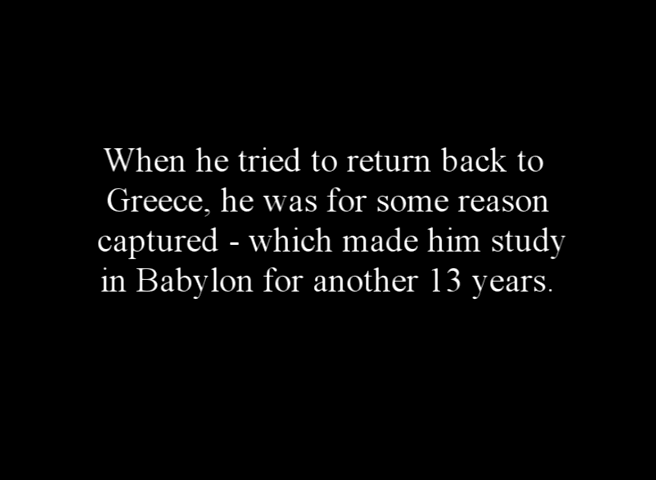 When he tried to return back to
Greece, he was for some reason
captured - which made him study
in Babylon for another 13 years.